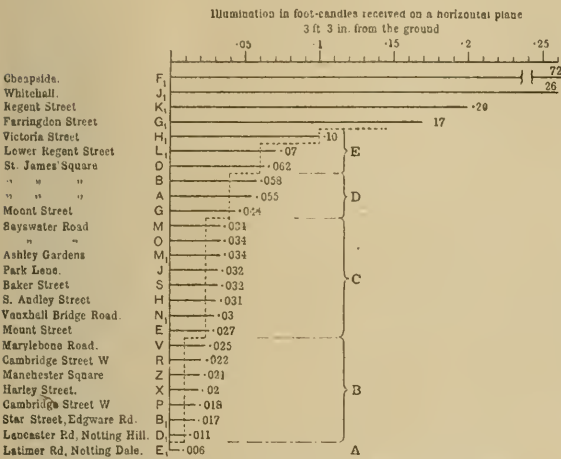 Illumination in foot-candles received on a horizontal plane
3 ft 3 in. from the ground
·05 ·1 ·15 ·2 ·25
Cheapside. F₁ 72
Whitehall. J₁ 26
Regent Street K₁ ·20
Farringdon Street G₁ ·17
Victoria Street H₁ ·10
Lower Regent Street L₁ ·07 E
St. James' Square D ·062
" " " B ·058
" " " A ·055 D
Mount Street G ·044
Bayswater Road M
" " O ·034
Ashley Gardens M₁ ·034
Park Lane. J ·032 C
Baker Street S ·032
S. Audley Street H ·031
Vauxhall Bridge Road. N₁ ·03
Mount Street E ·027
Marylebone Road. V ·025
Cambridge Street W R ·022
Manchester Square Z ·021
Harley Street. X ·02 B
Cambridge Street W P ·018
Star Street, Edgware Rd. B₁ ·017
Lancaster Rd, Notting Hill. D₁ ·011
Latimer Rd, Notting Dale. E₁ ·006 A